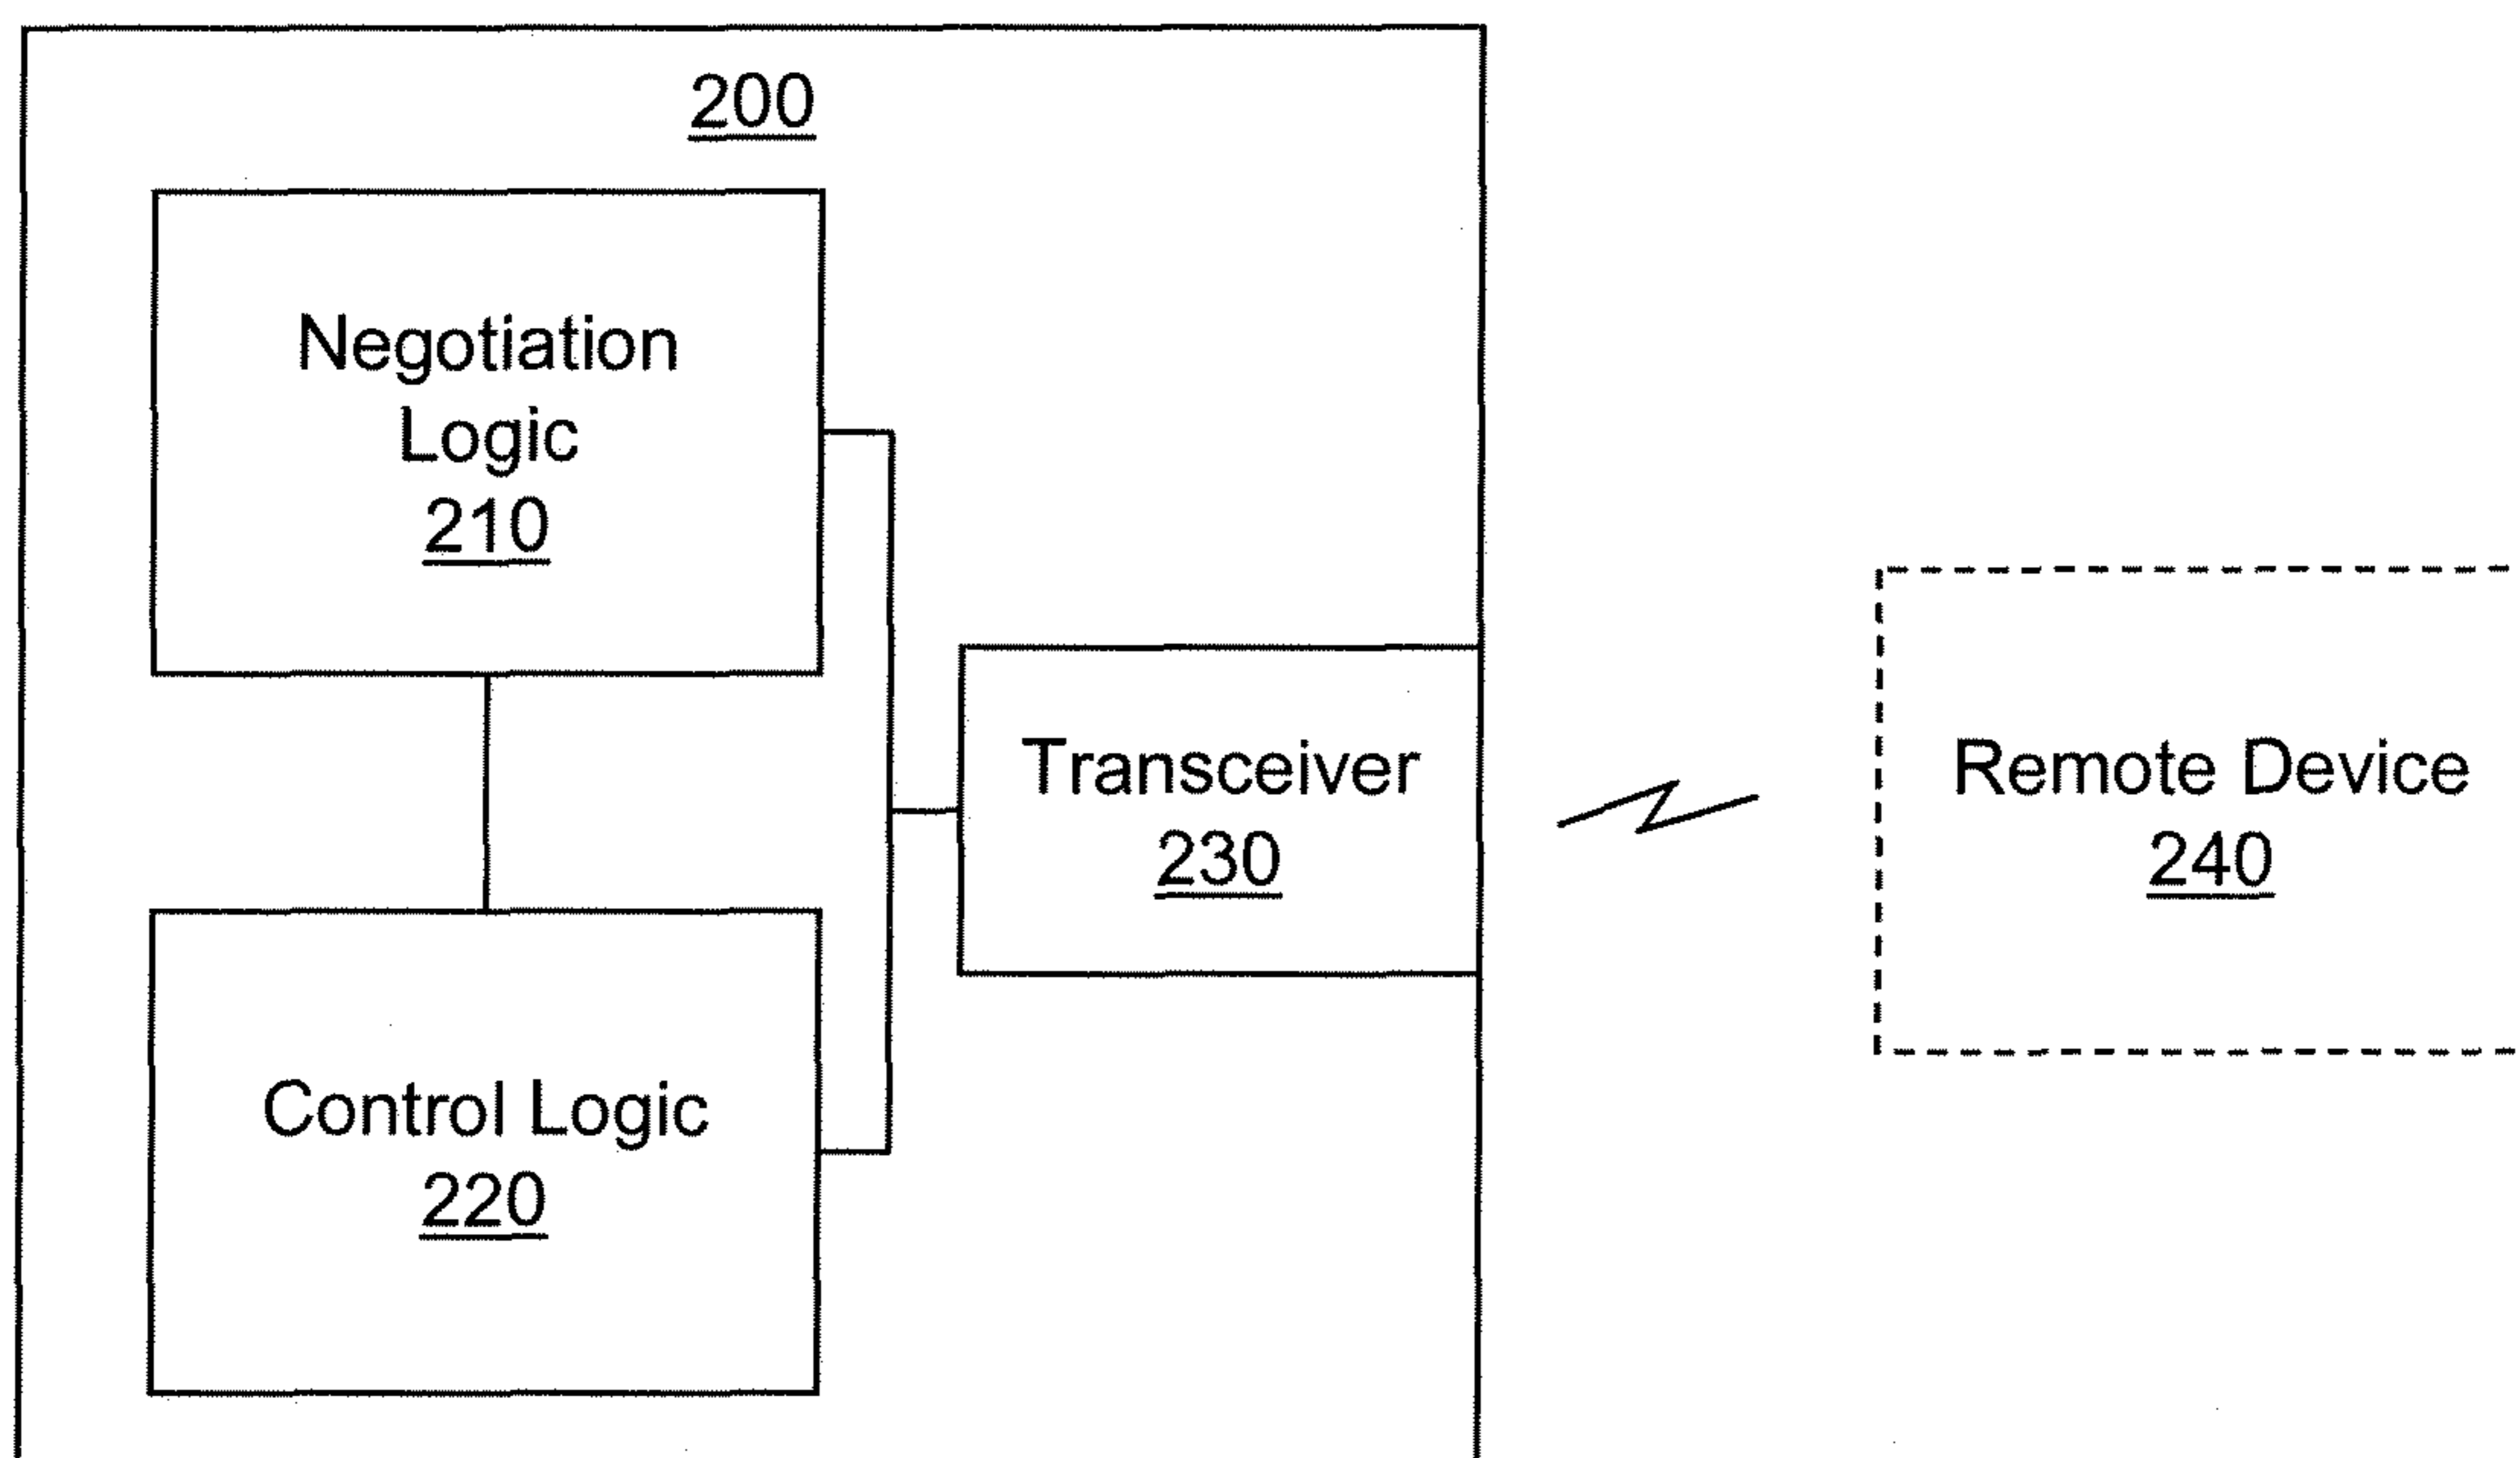 200
Negotiation
Logic
210
Transceiver
230
Remote Device
240
Control Logic
220